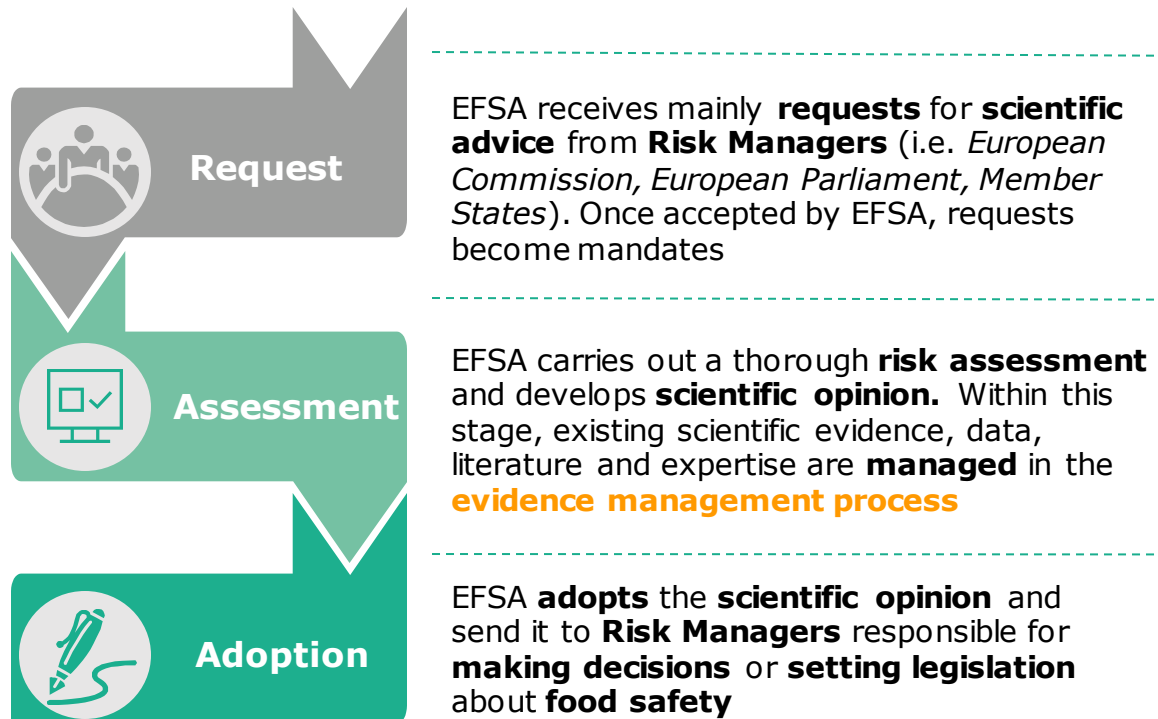 Request
EFSA receives mainly requests for scientific
advice from Risk Managers (i.e. European
Commission, European Parliament, Member
States). Once accepted by EFSA, requests
become mandates
Assessment
EFSA carries out a thorough risk assessment
and develops scientific opinion. Within this
stage, existing scientific evidence, data,
literature and expertise are managed in the
evidence management process
Adoption
EFSA adopts the scientific opinion and
send it to Risk Managers responsible for
making decisions or setting legislation
about food safety